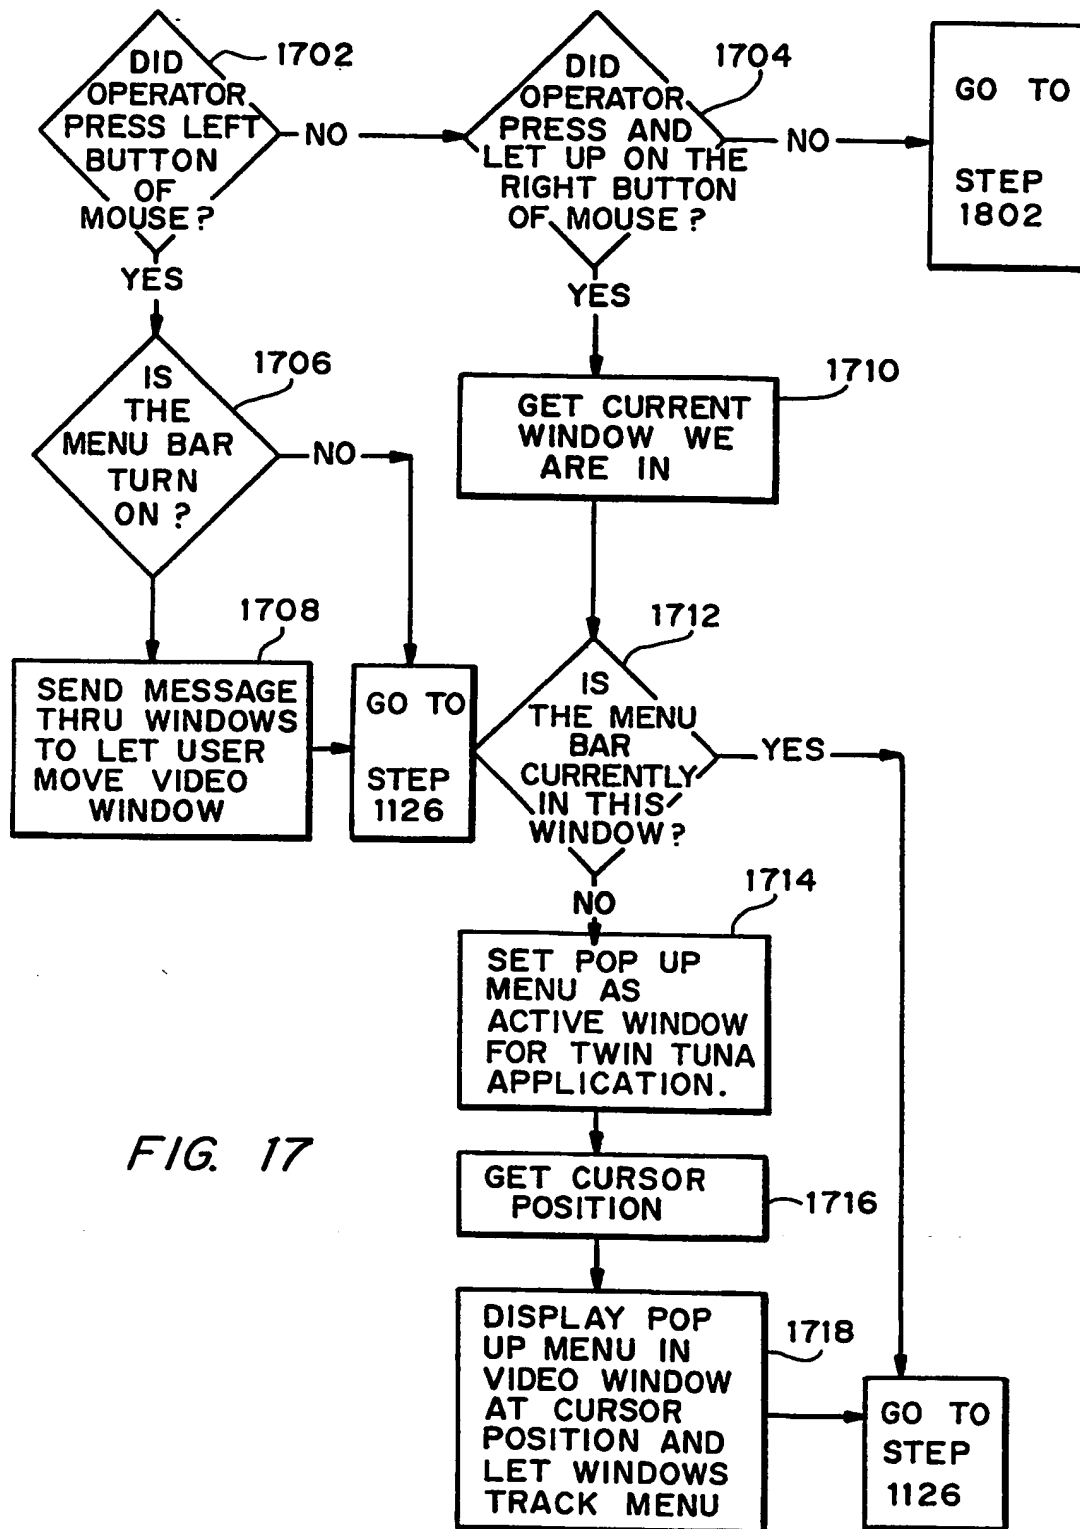 1702
DID
OPERATOR
PRESS LEFT
BUTTON
OF
MOUSE?
NO
YES
1704
DID
OPERATOR
PRESS AND
LET UP ON THE
RIGHT BUTTON
OF MOUSE?
NO
YES
GO TO
STEP
1802
1706
IS
THE
MENU BAR
TURN
ON?
NO
1710
GET CURRENT
WINDOW WE
ARE IN
1708
SEND MESSAGE
THRU WINDOWS
TO LET USER
MOVE VIDEO
WINDOW
GO TO
STEP
1126
1712
IS
THE MENU
BAR
CURRENTLY
IN THIS
WINDOW?
YES
NO
1714
SET POP UP
MENU AS
ACTIVE WINDOW
FOR TWIN TUNA
APPLICATION.
GET CURSOR
POSITION
1716
DISPLAY POP
UP MENU IN
VIDEO WINDOW
AT CURSOR
POSITION AND
LET WINDOWS
TRACK MENU
1718
GO TO
STEP
1126
FIG. 17